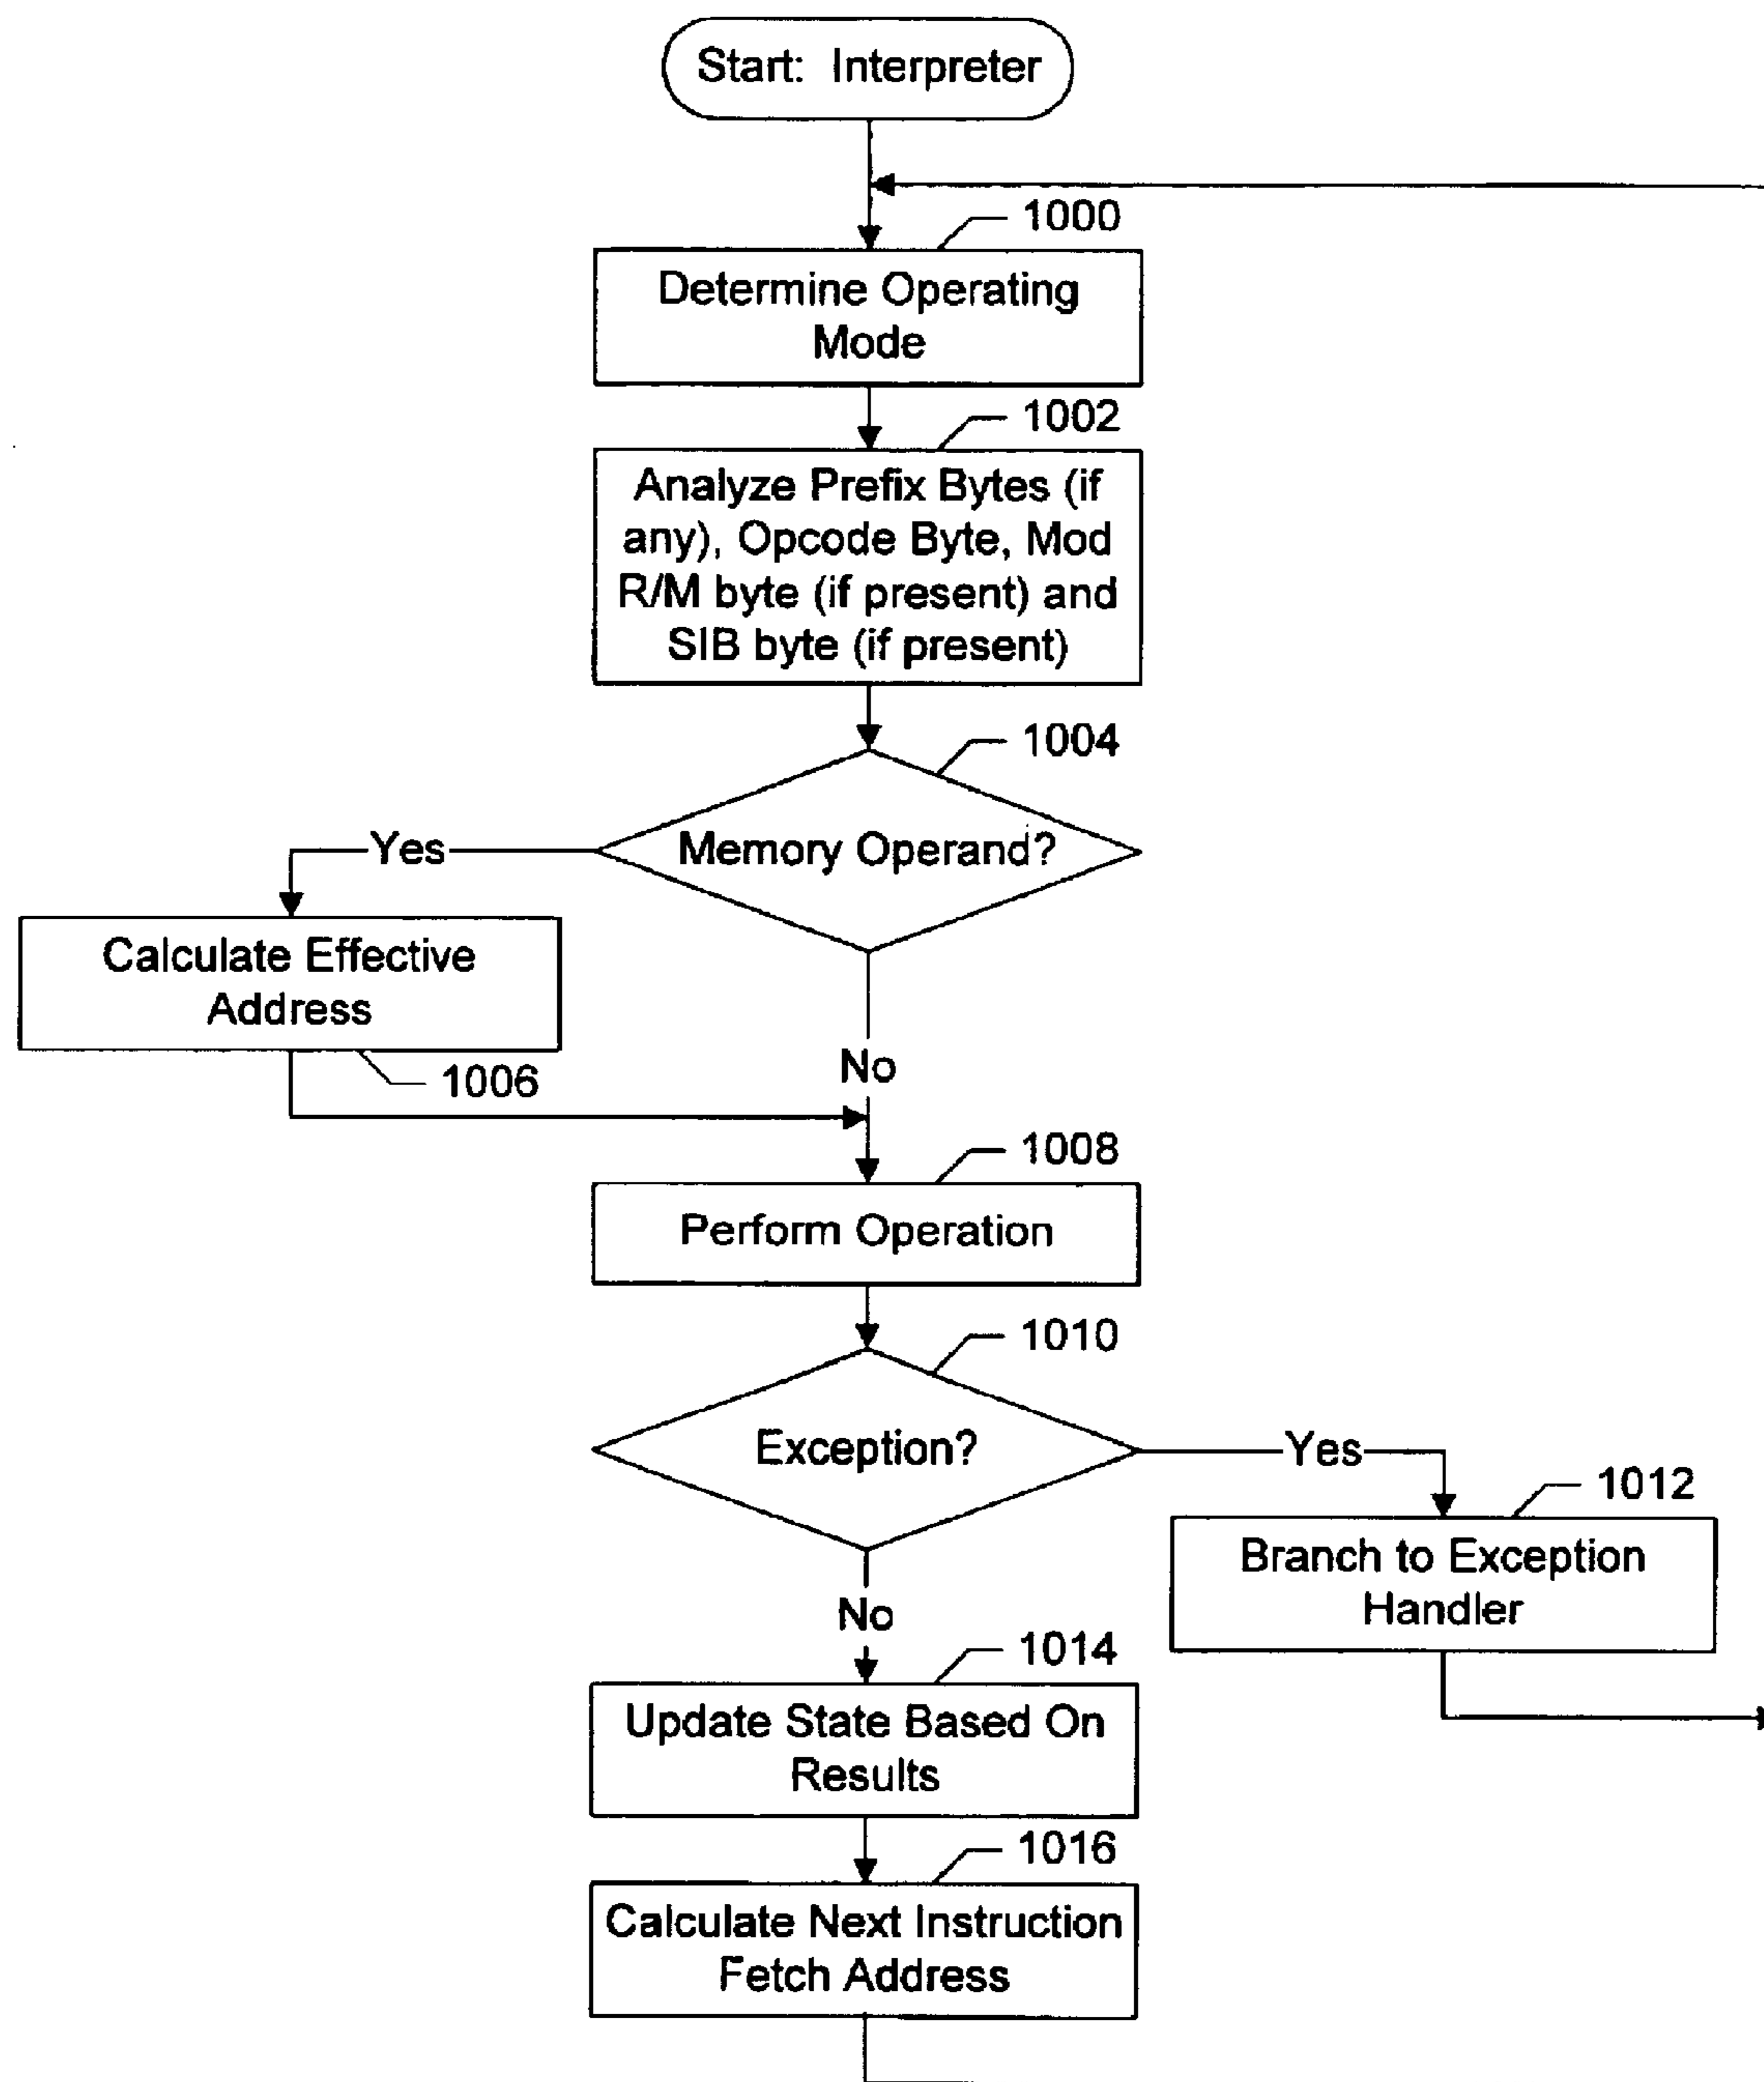 Start: Interpreter
1000
Determine Operating
Mode
1002
Analyze Prefix Bytes (if
any), Opcode Byte, Mod
R/M byte (if present) and
SIB byte (if present)
1004
Memory Operand?
Yes
Calculate Effective
Address
1006
No
1008
Perform Operation
1010
Exception?
Yes
1012
Branch to Exception
Handler
No
1014
Update State Based On
Results
1016
Calculate Next Instruction
Fetch Address